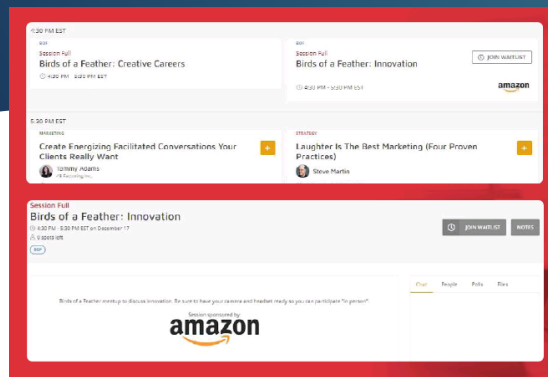 4:30 PM EST
BOF
Session Full
Birds of a Feather: Creative Careers
4:30 PM - 5:30 PM EST
BOF
Session Full
Birds of a Feather: Innovation
JOIN WAITLIST
4:30 PM - 5:30 PM EST
amazon
5:30 PM EST
MARKETING
Create Energizing Facilitated Conversations Your
Clients Really Want
Tommy Adams
STRATEGY
Laughter Is The Best Marketing (Four Proven
Practices)
Steve Martin
Session Full
Birds of a Feather: Innovation
4:30 PM - 5:30 PM EST on December 17
0 spots left
BOF
JOIN WAITLIST
NOTES
Birds of a Feather meetup to discuss innovation. Be sure to have your camera and headset ready so you can participate "in person"
Session sponsored by:
amazon
Chat People Polls Files